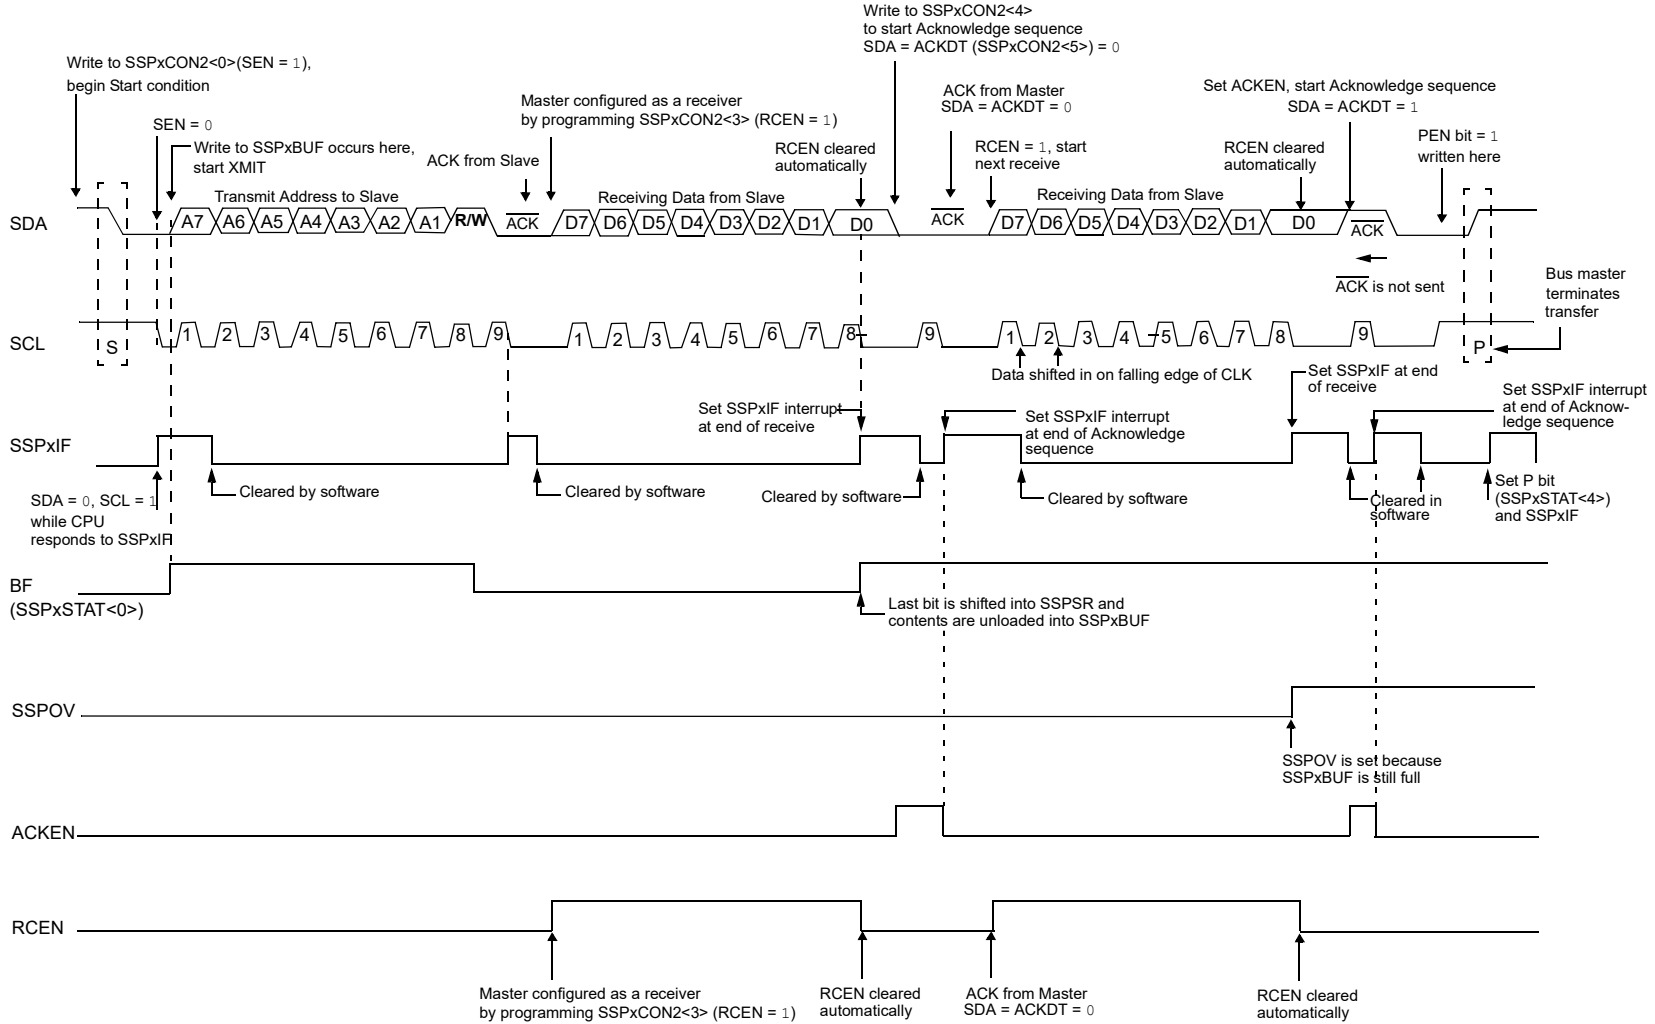 Write to SSPxCON2<4>
to start Acknowledge sequence
SDA = ACKDT (SSPxCON2<5>) = 0
Write to SSPxCON2<0>(SEN = 1),
begin Start condition
SEN = 0
Write to SSPxBUF occurs here,
start XMIT
ACK from Slave
Master configured as a receiver
by programming SSPxCON2<3> (RCEN = 1)
RCEN cleared
automatically
ACK from Master
SDA = ACKDT = 0
RCEN = 1, start
next receive
Set ACKEN, start Acknowledge sequence
SDA = ACKDT = 1
RCEN cleared
automatically
PEN bit = 1
written here
Transmit Address to Slave
Receiving Data from Slave
Receiving Data from Slave
SDA A7 A6 A5 A4 A3 A2 A1 R/W ACK D7 D6 D5 D4 D3 D2 D1 D0 ACK D7 D6 D5 D4 D3 D2 D1 D0 ACK
ACK is not sent
Bus master
terminates
transfer
SCL S 1 2 3 4 5 6 7 8 9 1 2 3 4 5 6 7 8 9 1 2 3 4 5 6 7 8 9 P
Data shifted in on falling edge of CLK
Set SSPxIF interrupt
at end of receive
Set SSPxIF interrupt
at end of Acknowledge
sequence
Set SSPxIF at end
of receive
Set SSPxIF interrupt
at end of Acknow-
ledge sequence
SSPxIF
SDA = 0, SCL = 1
while CPU
responds to SSPxIF
Cleared by software
Cleared by software
Cleared by software
Cleared by software
Cleared in
software
Set P bit
(SSPxSTAT<4>)
and SSPxIF
BF
(SSPxSTAT<0>)
Last bit is shifted into SSPSR and
contents are unloaded into SSPxBUF
SSPOV
SSPOV is set because
SSPxBUF is still full
ACKEN
RCEN
Master configured as a receiver
by programming SSPxCON2<3> (RCEN = 1)
RCEN cleared
automatically
ACK from Master
SDA = ACKDT = 0
RCEN cleared
automatically